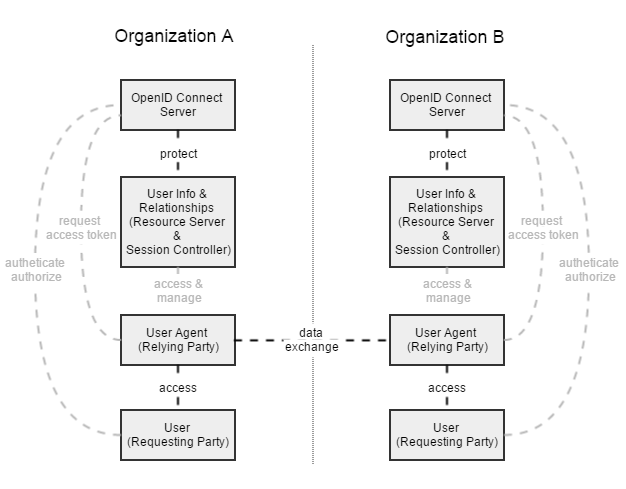 Organization A
OpenID Connect
Server
protect
User Info &
Relationships
(Resource Server
&
Session Controller)
request
access token
autheticate
authorize
access &
manage
User Agent
(Relying Party)
access
User
(Requesting Party)
data
exchange
Organization B
OpenID Connect
Server
protect
User Info &
Relationships
(Resource Server
&
Session Controller)
request
access token
autheticate
authorize
access &
manage
User Agent
(Relying Party)
access
User
(Requesting Party)